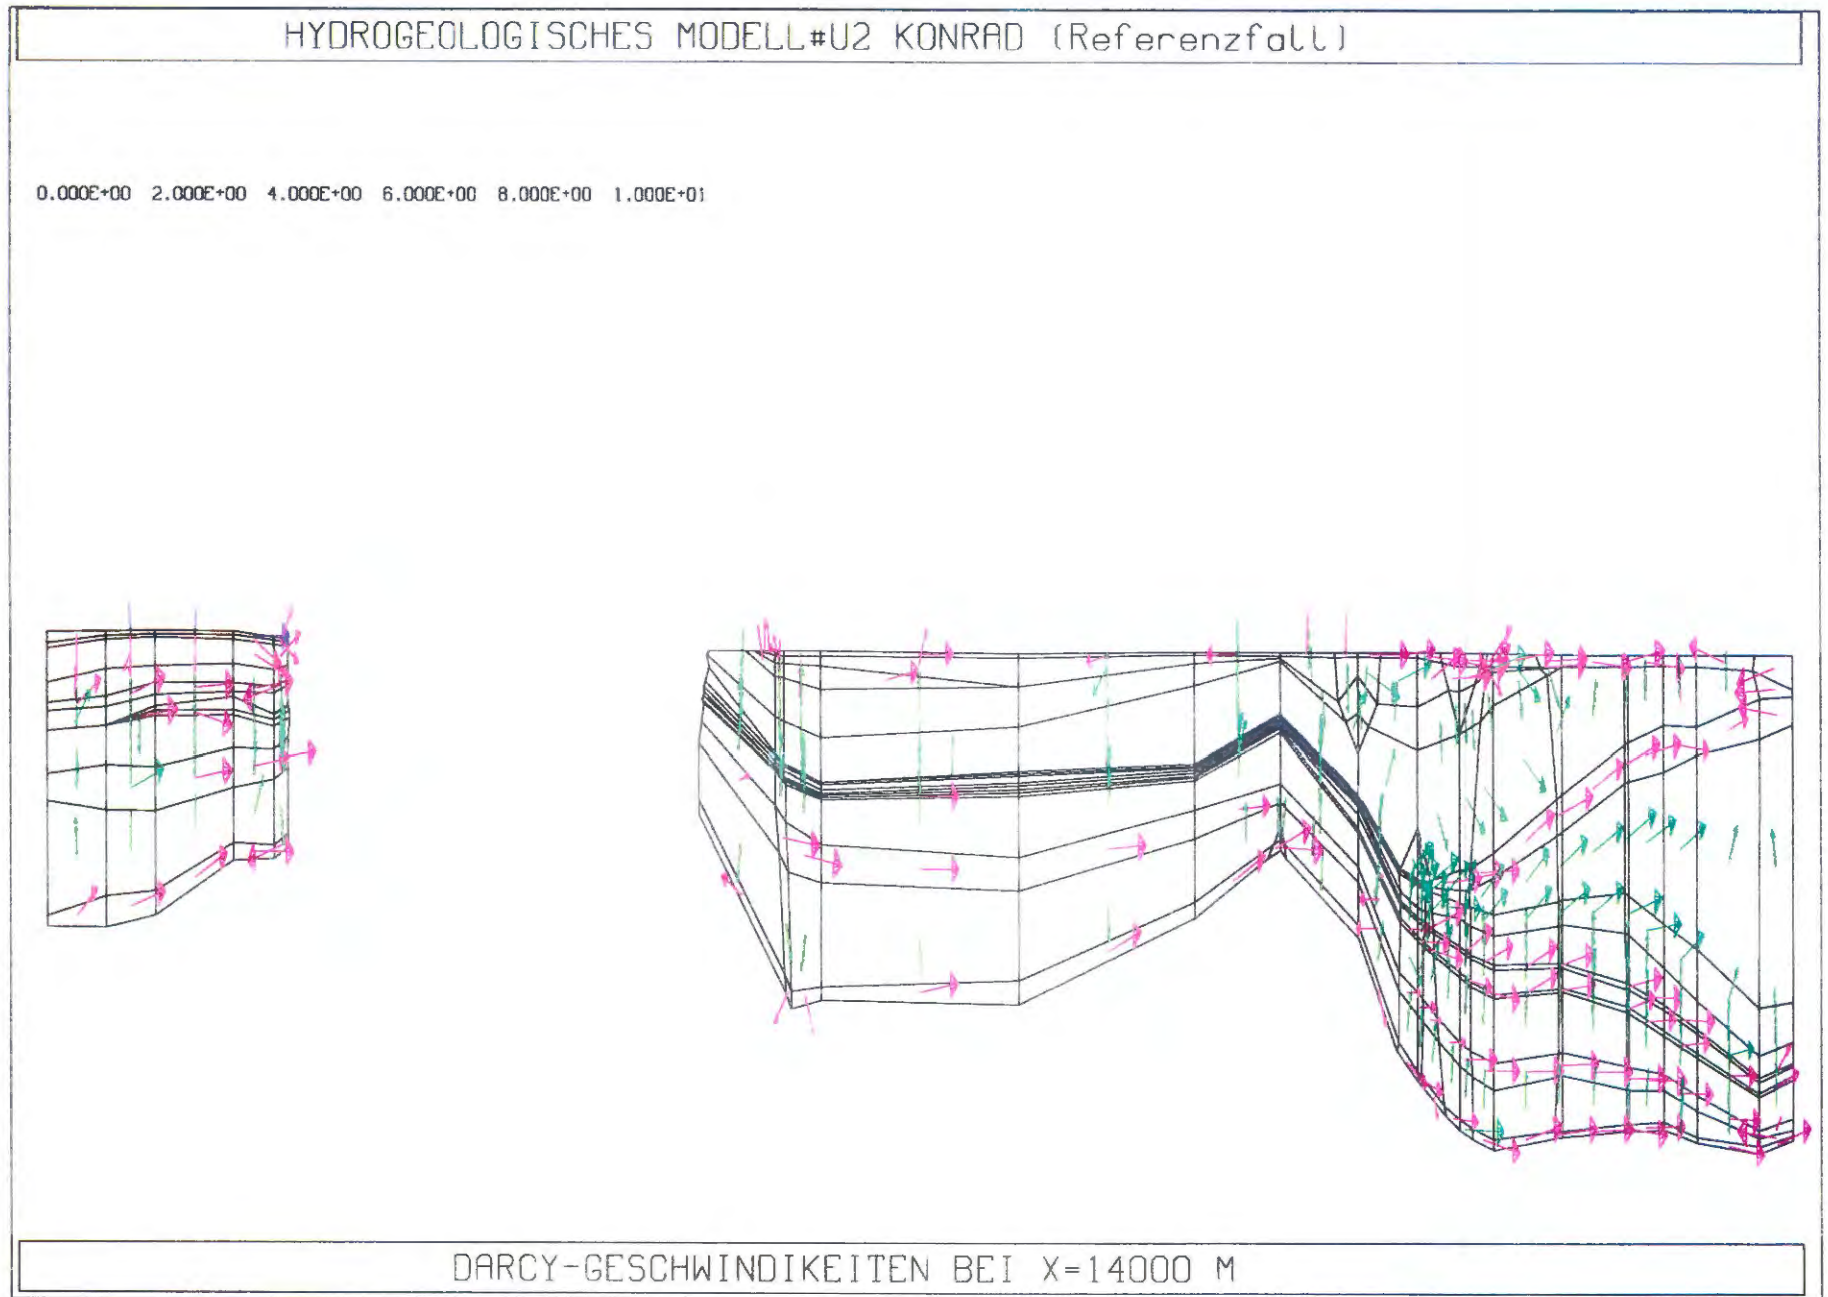 HYDROGEOLOGISCHES MODELL#U2 KONRAD (Referenzfall)
0.000E+00 2.000E+00 4.000E+00 6.000E+00 8.000E+00 1.000E+01
DARCY-GESCHWINDIKEITEN BEI X=14000 M